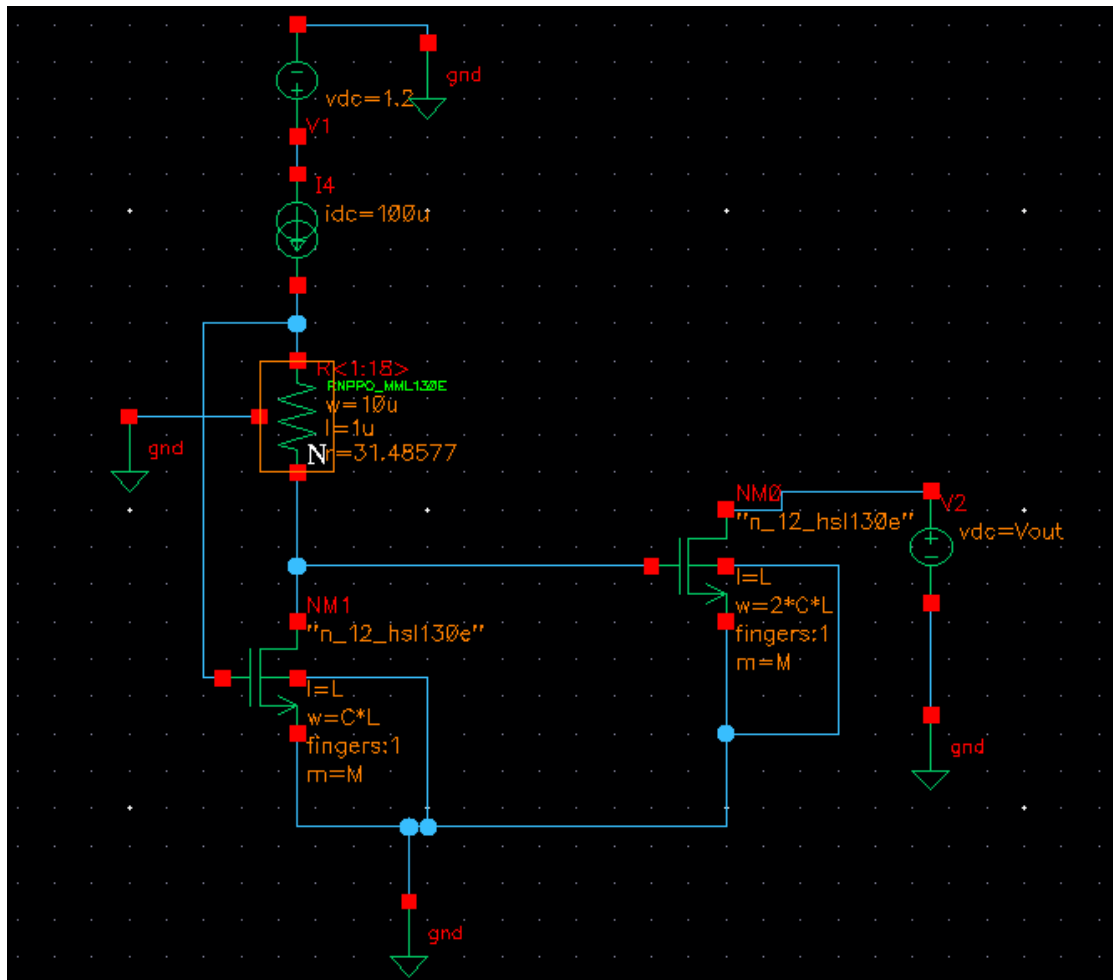 gnd
vdc=1.2
V1
I4
idc=100u
R<1:18>
RNPPO_MML130E
w=10u
l=1u
r=31.48577
N
gnd
NM0
"n_12_hsl130e"
V2
vdc=Vout
l=L
w=2*C*L
fingers:1
m=M
NM1
"n_12_hsl130e"
l=L
w=C*L
fingers:1
m=M
gnd
gnd